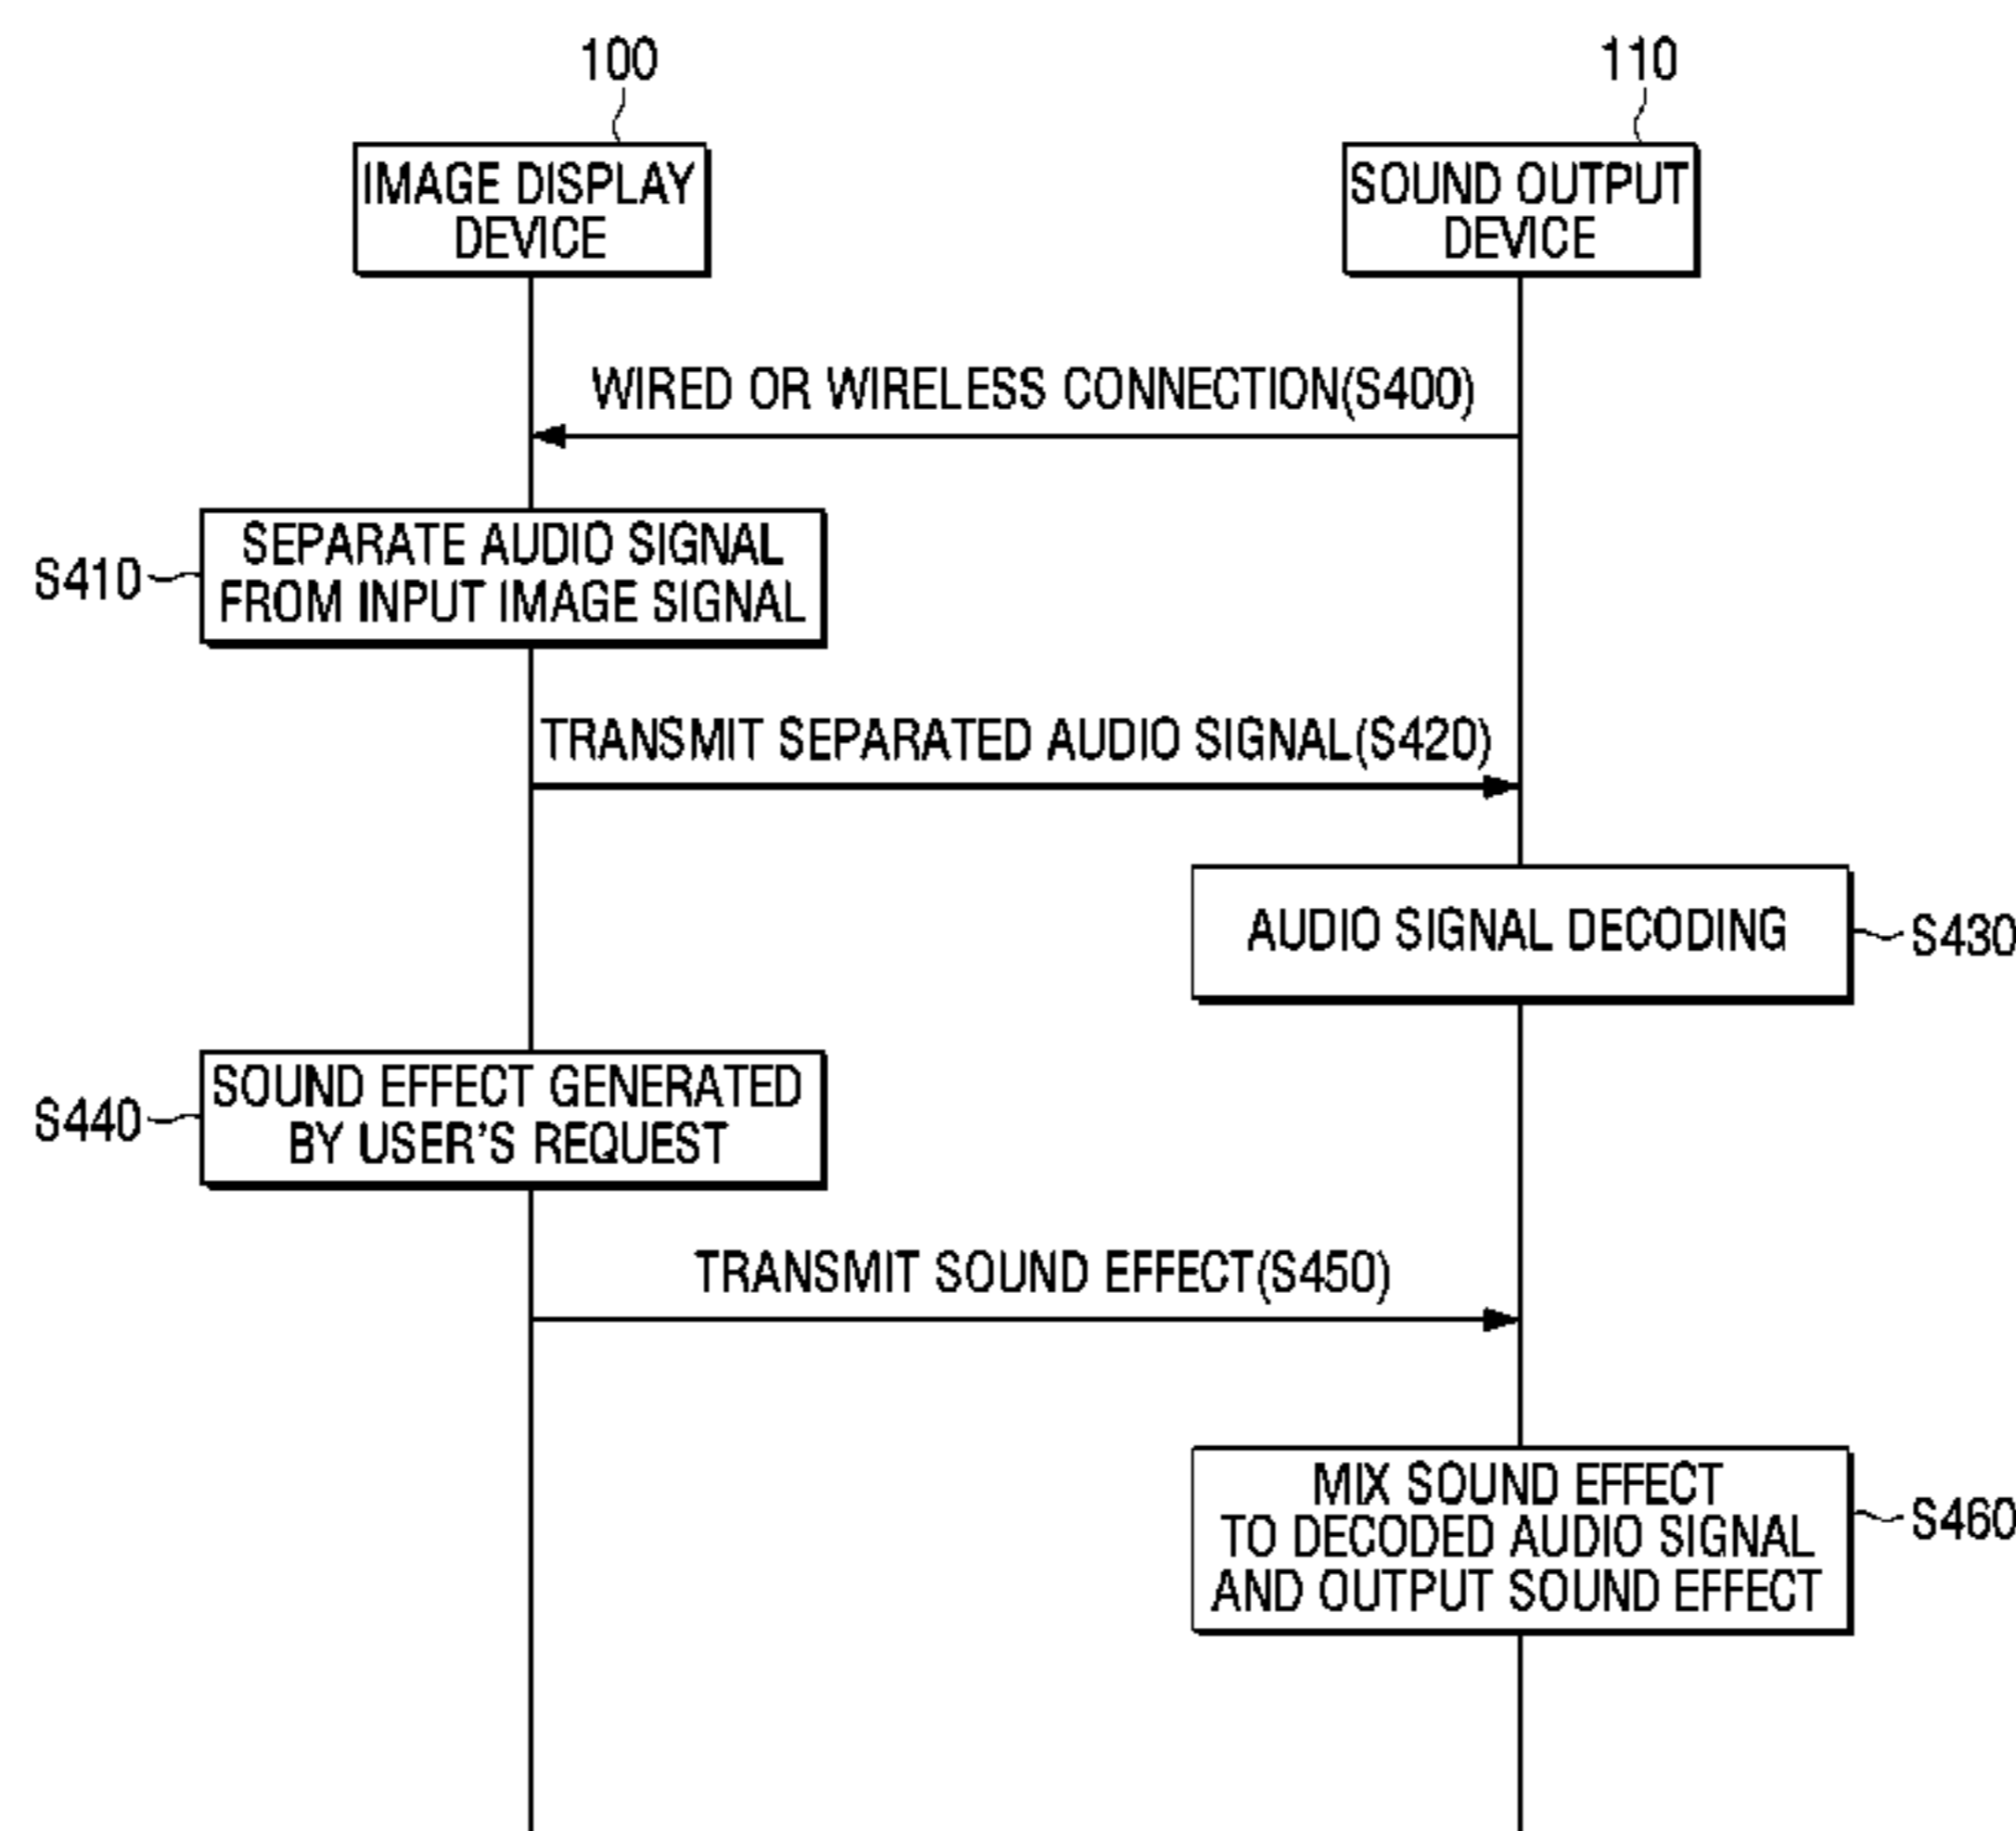 100
110
IMAGE DISPLAY
DEVICE
SOUND OUTPUT
DEVICE
WIRED OR WIRELESS CONNECTION(S400)
S410
SEPARATE AUDIO SIGNAL
FROM INPUT IMAGE SIGNAL
TRANSMIT SEPARATED AUDIO SIGNAL(S420)
AUDIO SIGNAL DECODING
S430
S440
SOUND EFFECT GENERATED
BY USER'S REQUEST
TRANSMIT SOUND EFFECT(S450)
MIX SOUND EFFECT
TO DECODED AUDIO SIGNAL
AND OUTPUT SOUND EFFECT
S460